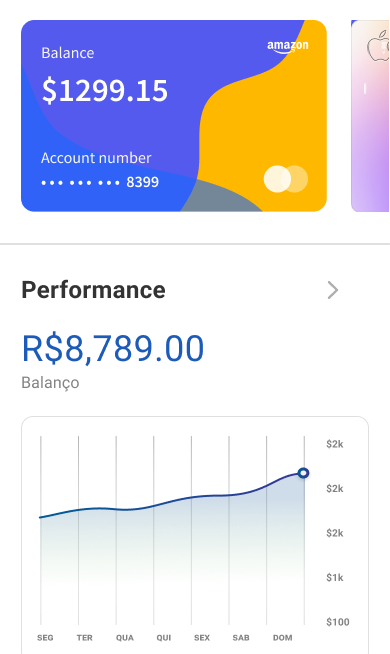 amazon
Balance
$1299.15
Account number
•• ••• ••• 8399
Performance
R$8,789.00
Balanço
$2k
$2k
$2k
$1k
$100
SEG TER QUA QUI SEX SAB DOM